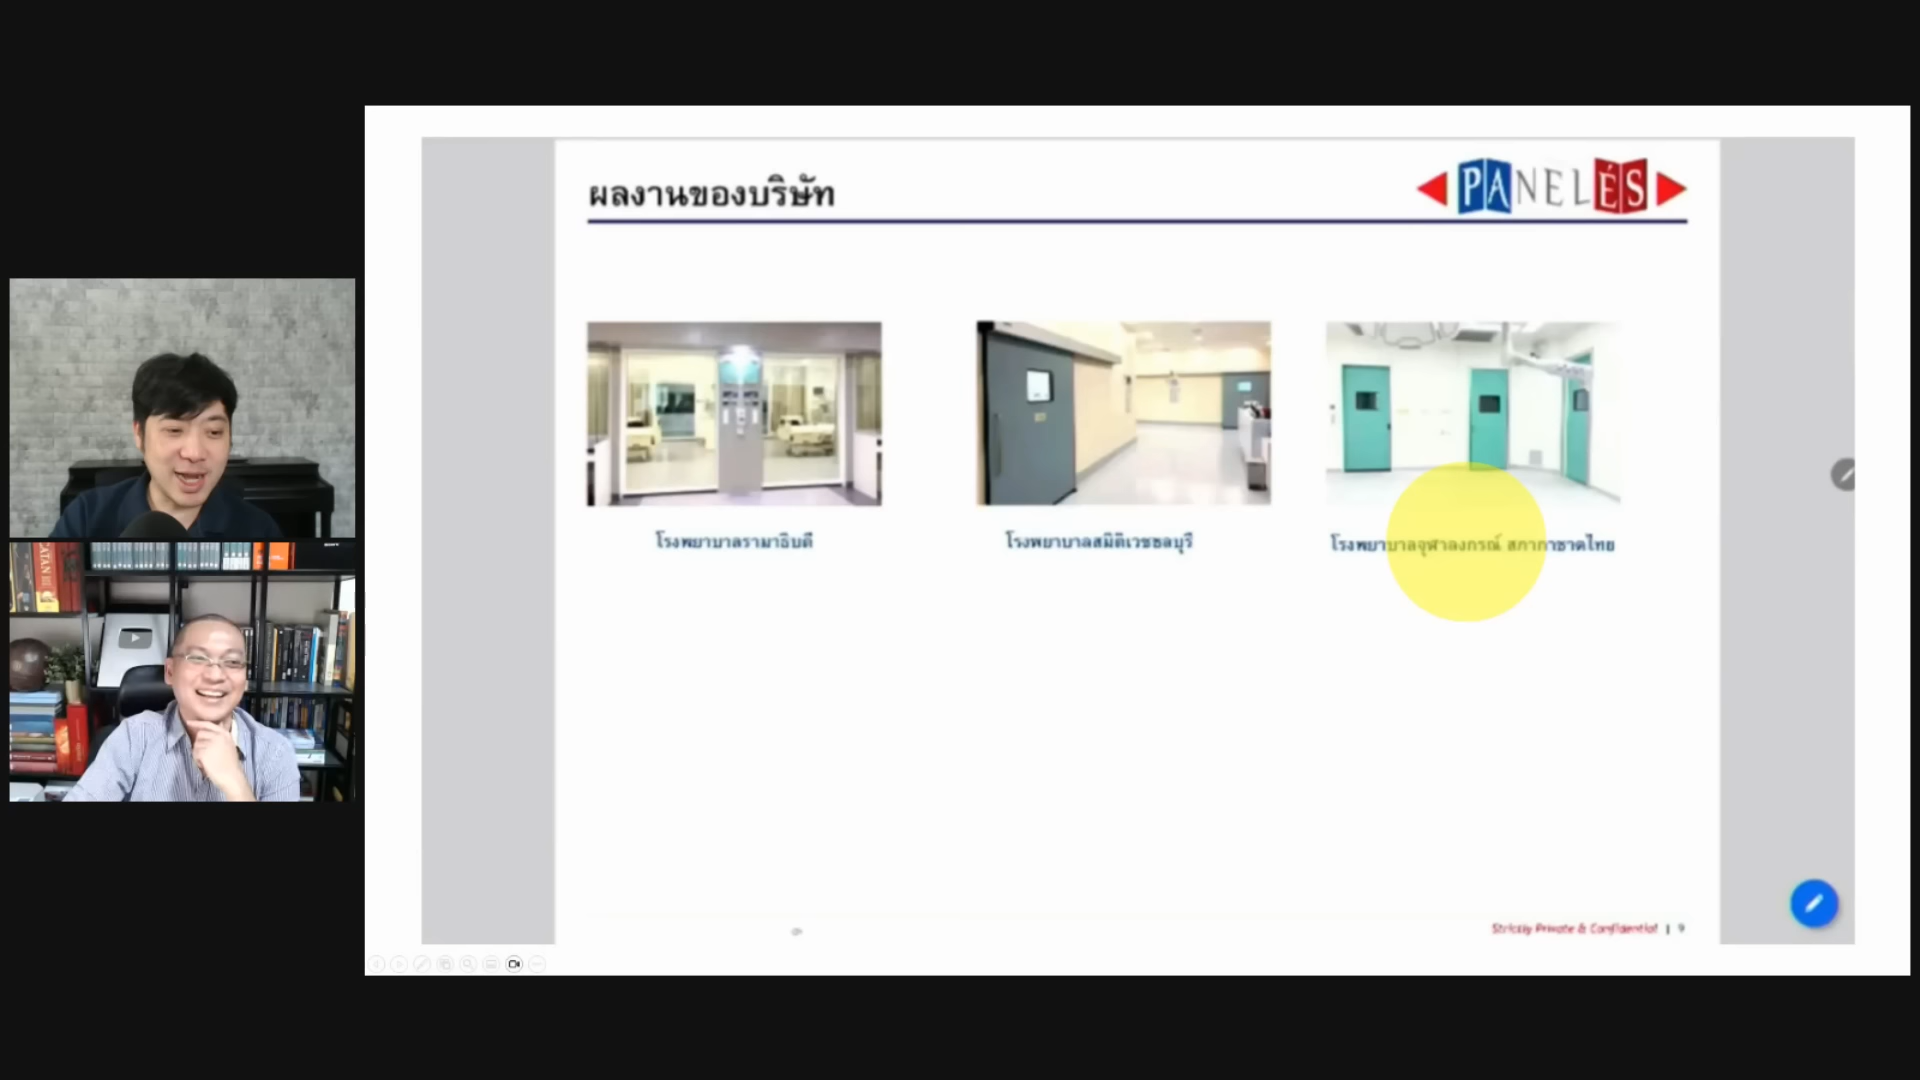 ผลงานของบริษัท
PANELÉS
โรงพยาบาลรามาธิบดี
โรงพยาบาลสมิติเวชชลบุรี
โรงพยาบาลจุฬาลงกรณ์ สภากาชาดไทย
CATAN
Strictly Private & Confidential | 9